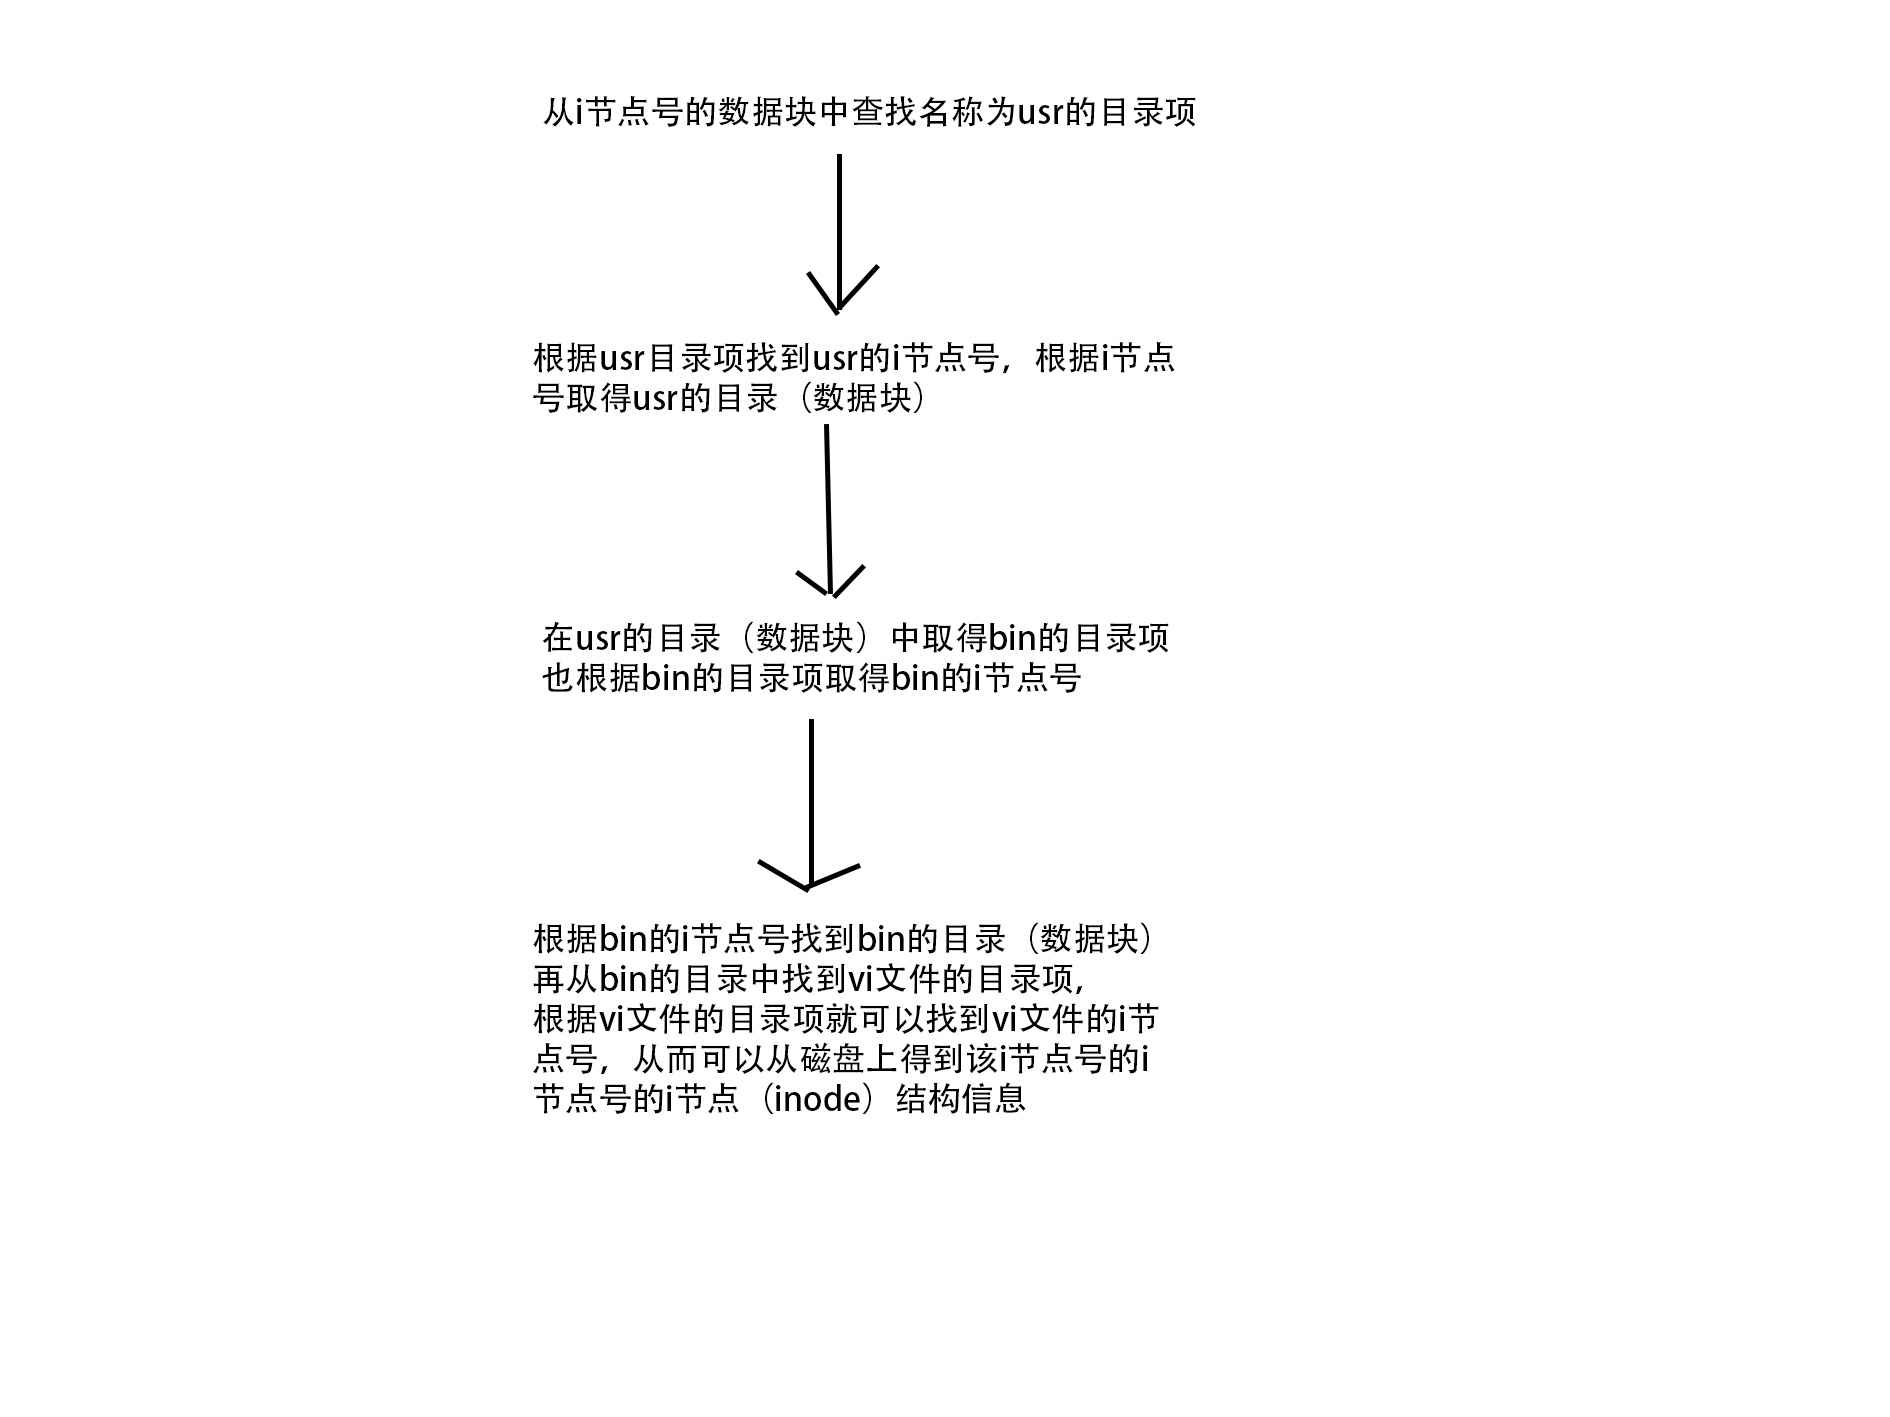 从i节点号的数据块中查找名称为usr的目录项
根据usr目录项找到usr的i节点号，根据i节点
号取得usr的目录（数据块）
在usr的目录（数据块）中取得bin的目录项
也根据bin的目录项取得bin的i节点号
根据bin的i节点号找到bin的目录（数据块）
再从bin的目录中找到vi文件的目录项,
根据vi文件的目录项就可以找到vi文件的i节
点号，从而可以从磁盘上得到该i节点号的i
节点号的i节点（inode）结构信息